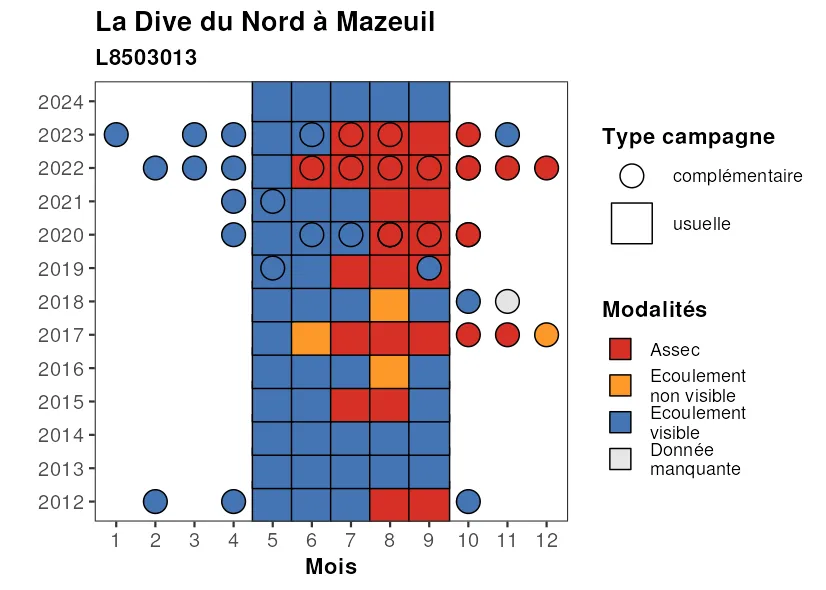 La Dive du Nord à Mazeuil
L8503013
2024
2023
2022
2021
2020
2019
2018
2017
2016
2015
2014
2013
2012
1 2 3 4 5 6 7 8 9 10 11 12
Mois
Type campagne
complémentaire
usuelle
Modalités
Assec
Ecoulement
non visible
Ecoulement
visible
Donnée
manquante